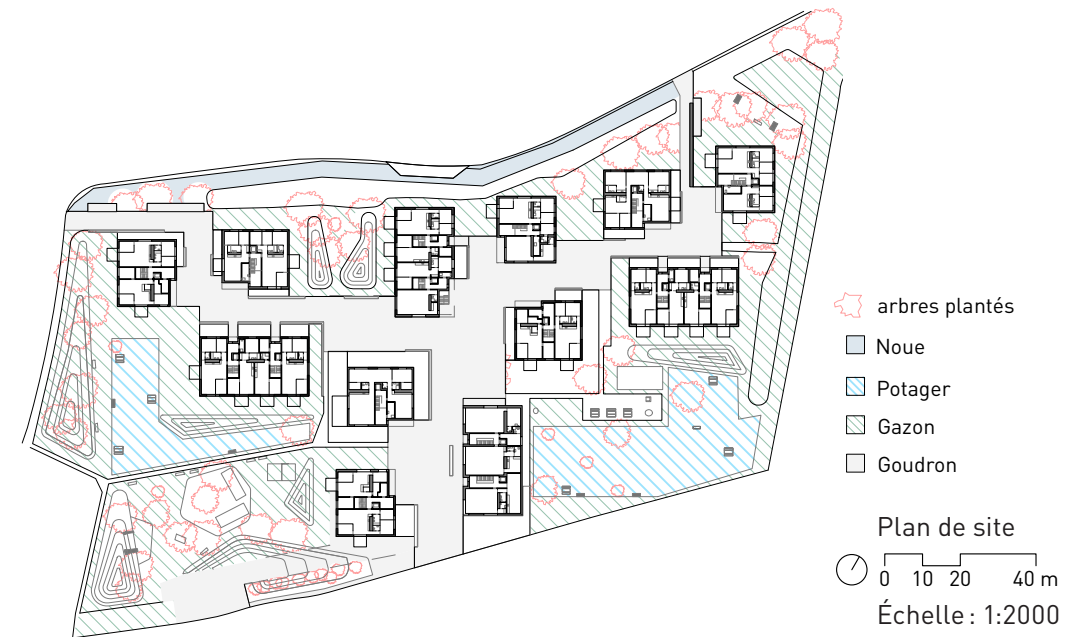 arbres plantés
Noue
Potager
Gazon
Goudron
Plan de site
0 10 20 40 m
Échelle : 1:2000